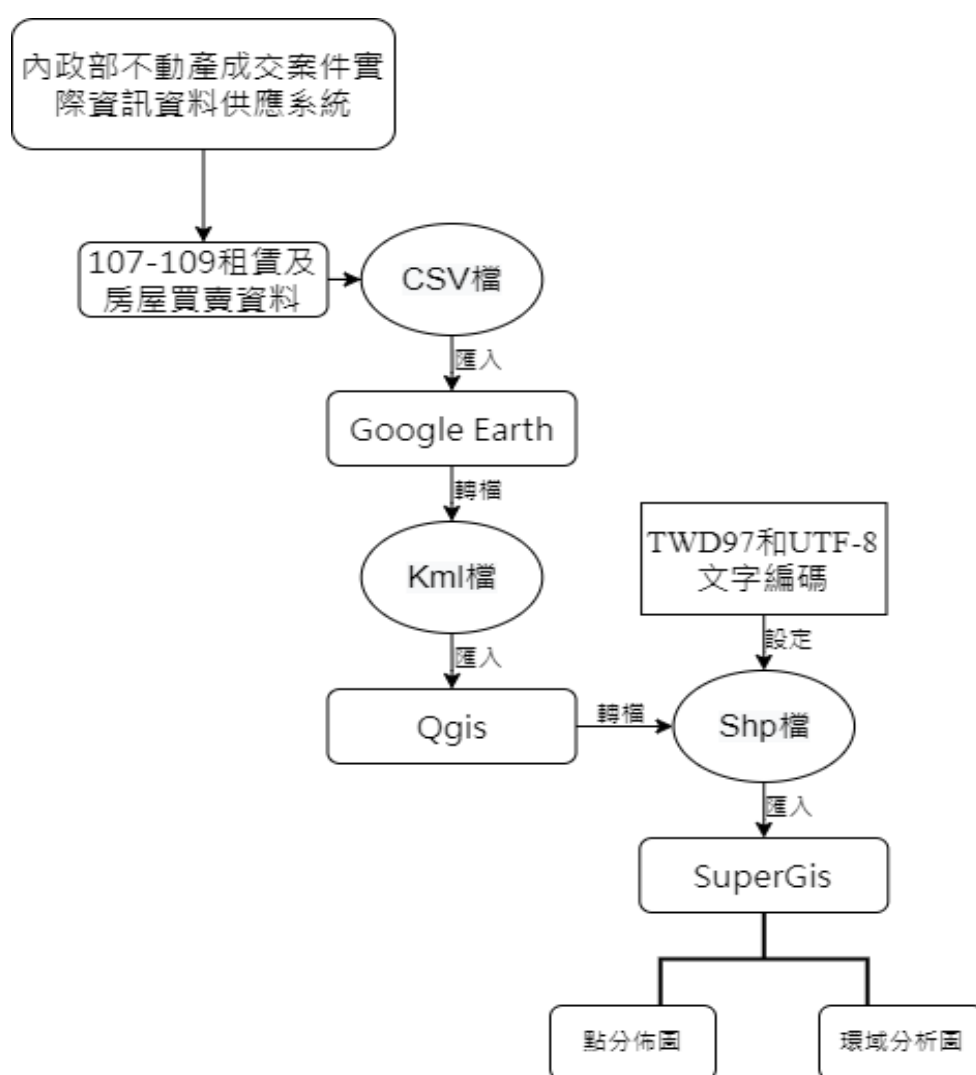 內政部不動產成交案件實
際資訊資料供應系統
107-109租賃及
房屋買賣資料
CSV檔
匯入
Google Earth
轉檔
Kml檔
匯入
Qgis
轉檔
TWD97和UTF-8
文字編碼
設定
Shp檔
匯入
SuperGis
點分佈圖
環域分析圖